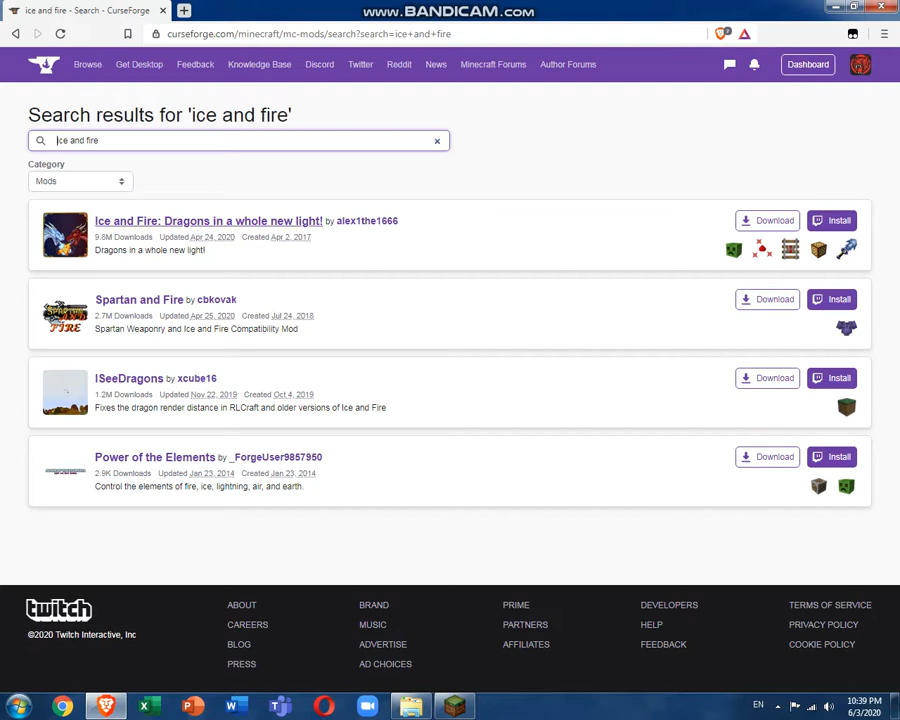 ice and fire - Search - CurseForge
WWW.BANDICAM.COM
curseforge.com/minecraft/mc-mods/search?search=ice+and+fire
Browse Get Desktop Feedback Knowledge Base Discord Twitter Reddit News Minecraft Forums Author Forums Dashboard
Search results for 'ice and fire'
ice and fire
Category
Mods
Ice and Fire: Dragons in a whole new light! by alex1the1666 Download Install
9.8M Downloads Updated Apr 24, 2020 Created Apr 2, 2017
Dragons in a whole new light!
Spartan and Fire by cbkovak Download Install
2.7M Downloads Updated Apr 25, 2020 Created Jul 24, 2018
Spartan Weaponry and Ice and Fire Compatibility Mod
ISeeDragons by xcube16 Download Install
1.2M Downloads Updated Nov 22, 2019 Created Oct 4, 2019
Fixes the dragon render distance in RLCraft and older versions of Ice and Fire
Power of the Elements by _ForgeUser9857950 Download Install
2.9K Downloads Updated Jan 23, 2014 Created Jan 23, 2014
Control the elements of fire, ice, lightning, air, and earth.
twitch
©2020 Twitch Interactive, Inc
ABOUT BRAND PRIME DEVELOPERS TERMS OF SERVICE
CAREERS MUSIC PARTNERS HELP PRIVACY POLICY
BLOG ADVERTISE AFFILIATES FEEDBACK COOKIE POLICY
PRESS AD CHOICES
EN
10:39 PM
6/3/2020